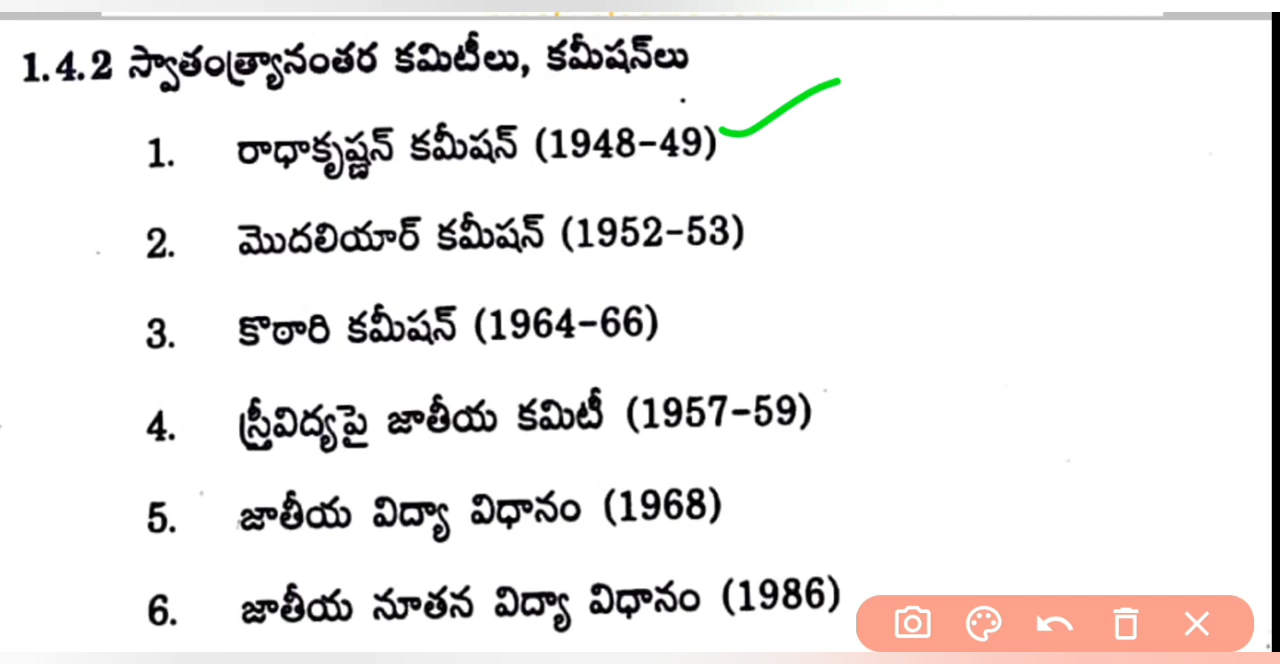 1.4.2 స్వాతంత్ర్యానంతర కమిటీలు, కమీషన్‌లు
1. రాధాకృష్ణన్ కమీషన్ (1948-49)
2. మొదలియార్ కమీషన్ (1952-53)
3. కొఠారి కమీషన్ (1964-66)
4. స్త్రీవిద్యపై జాతీయ కమిటీ (1957-59)
5. జాతీయ విద్యా విధానం (1968)
6. జాతీయ నూతన విద్యా విధానం (1986)